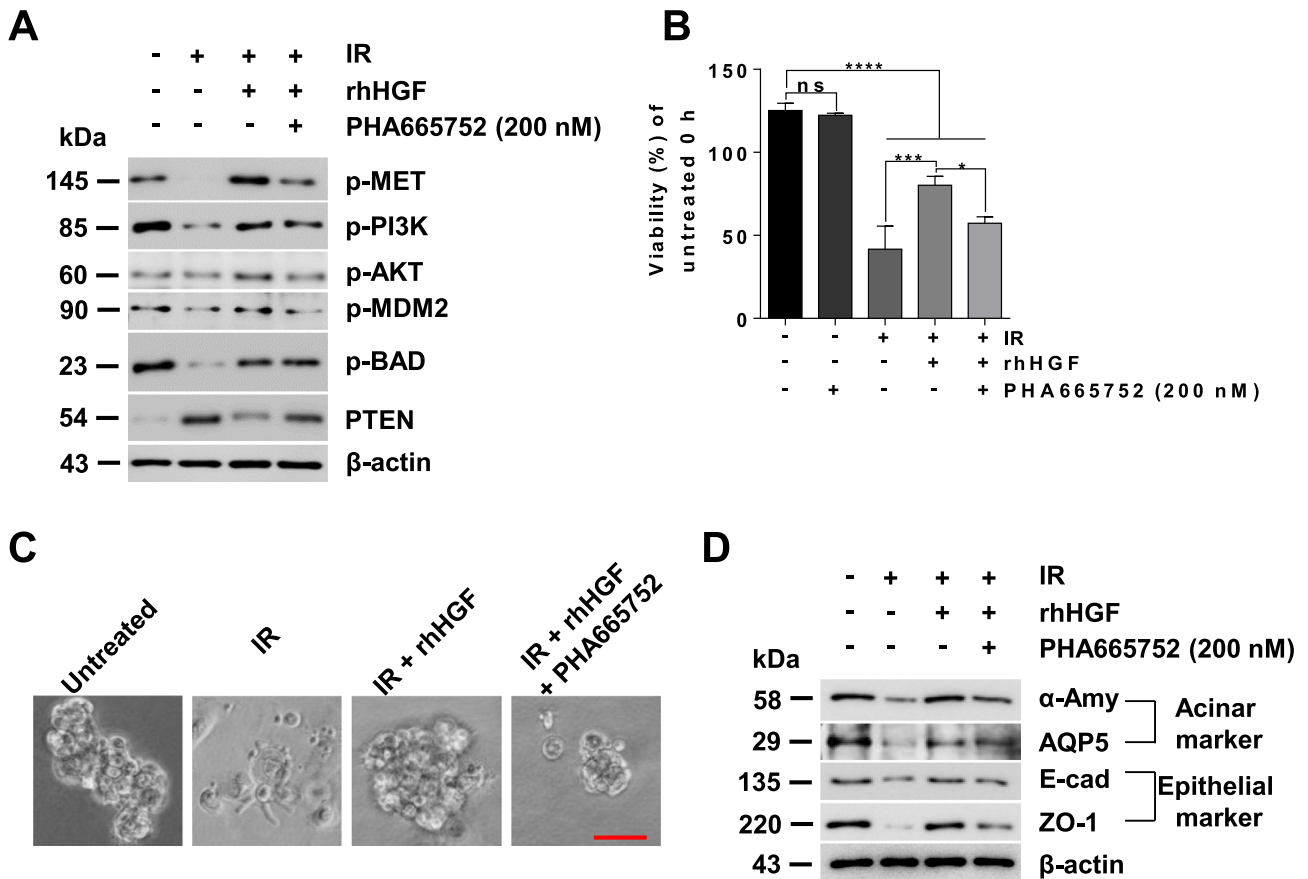 A
- + + + IR
- - + + rhHGF
- - - + PHA665752 (200 nM)
kDa
145 p-MET
85 p-PI3K
60 p-AKT
90 p-MDM2
23 p-BAD
54 PTEN
43 β-actin
B
Viability (%) of
untreated 0 h
150
100
50
0
****
ns
***
*
- - + + + IR
- - - + + rhHGF
- + - - + PHA665752 (200 nM)
C
Untreated
IR
IR + rhHGF
IR + rhHGF
+ PHA665752
D
- + + + IR
- - + + rhHGF
- - - + PHA665752 (200 nM)
kDa
58 α-Amy
29 AQP5
Acinar
marker
135 E-cad
220 ZO-1
Epithelial
marker
43 β-actin